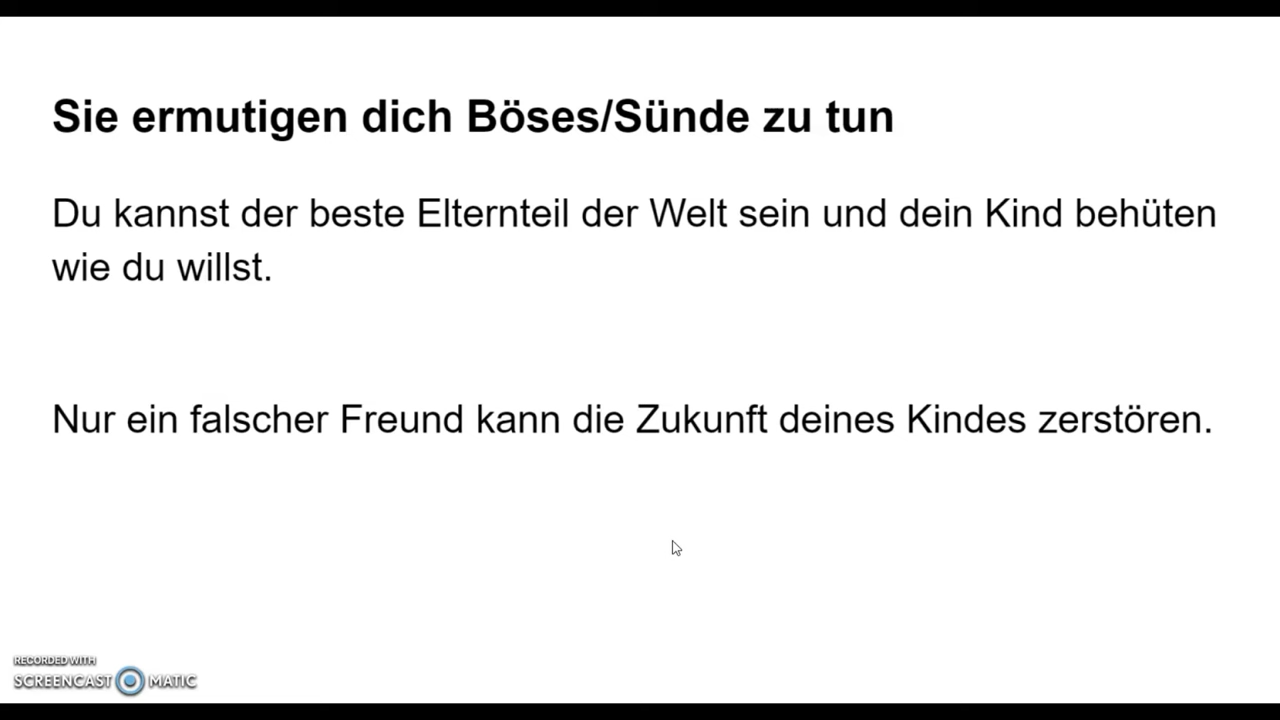 Sie ermutigen dich Böses/Sünde zu tun
Du kannst der beste Elternteil der Welt sein und dein Kind behüten
wie du willst.
Nur ein falscher Freund kann die Zukunft deines Kindes zerstören.
RECORDED WITH
SCREENCAST MATIC